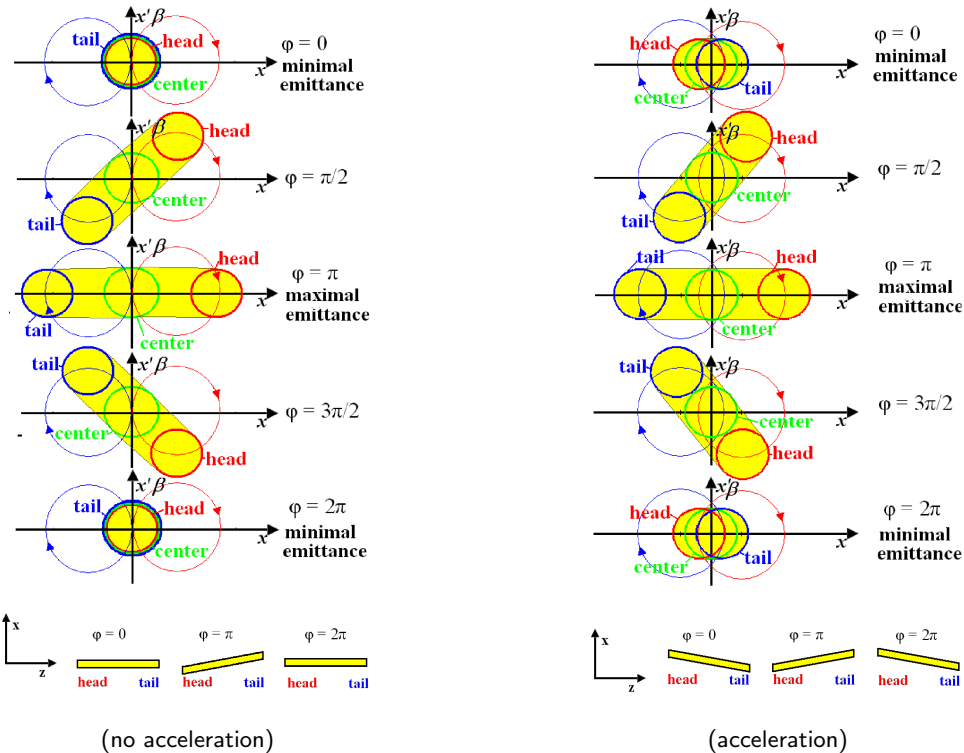 x'β
tail
head
φ = 0
minimal
emittance
x
center
x'β
head
φ = π/2
x
center
tail
x'β
head
φ = π
maximal
emittance
x
tail
center
x'β
tail
φ = 3π/2
x
center
head
x'β
tail
head
φ = 2π
minimal
emittance
x
center
x
z
φ = 0
φ = π
φ = 2π
head
tail
head
tail
head
tail
(no acceleration)
x'β
head
φ = 0
minimal
emittance
x
center
tail
x'β
head
φ = π/2
x
center
tail
x'β
tail
head
φ = π
maximal
emittance
x
center
x'β
tail
φ = 3π/2
x
center
head
x'β
head
φ = 2π
minimal
emittance
x
center
tail
x
z
φ = 0
φ = π
φ = 2π
head
tail
head
tail
head
tail
(acceleration)